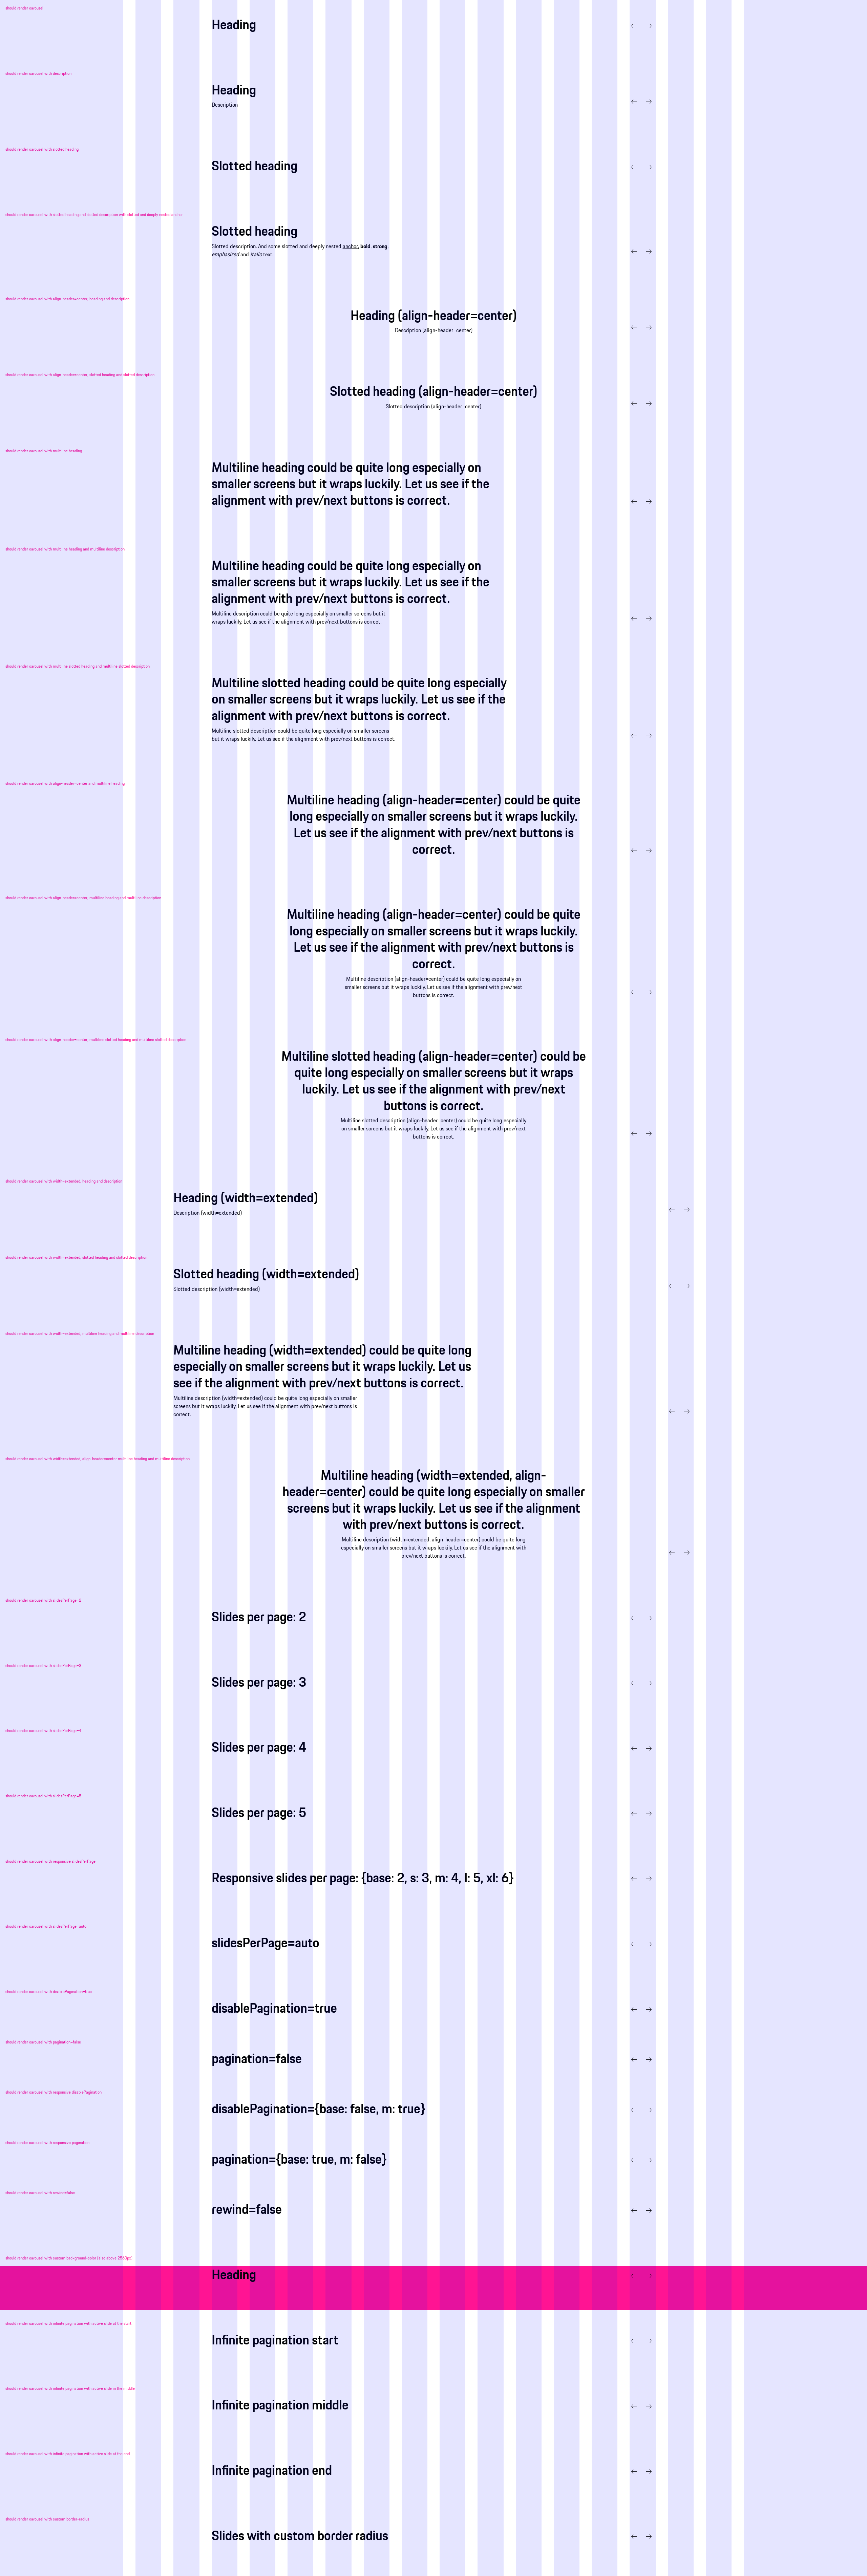 should render carousel
Heading
should render carousel with description
Heading
Description
should render carousel with slotted heading
Slotted heading
should render carousel with slotted heading and slotted description with slotted and deeply nested anchor
Slotted heading
Slotted description. And some slotted and deeply nested anchor, bold, strong,
emphasized and italic text.
should render carousel with align-header=center, heading and description
Heading (align-header=center)
Description (align-header=center)
should render carousel with align-header=center, slotted heading and slotted description
Slotted heading (align-header=center)
Slotted description (align-header=center)
should render carousel with multiline heading
Multiline heading could be quite long especially on
smaller screens but it wraps luckily. Let us see if the
alignment with prev/next buttons is correct.
should render carousel with multiline heading and multiline description
Multiline heading could be quite long especially on
smaller screens but it wraps luckily. Let us see if the
alignment with prev/next buttons is correct.
Multiline description could be quite long especially on smaller screens but it
wraps luckily. Let us see if the alignment with prev/next buttons is correct.
should render carousel with multiline slotted heading and multiline slotted description
Multiline slotted heading could be quite long especially
on smaller screens but it wraps luckily. Let us see if the
alignment with prev/next buttons is correct.
Multiline slotted description could be quite long especially on smaller screens
but it wraps luckily. Let us see if the alignment with prev/next buttons is correct.
should render carousel with align-header=center and multiline heading
Multiline heading (align-header=center) could be quite
long especially on smaller screens but it wraps luckily.
Let us see if the alignment with prev/next buttons is
correct.
should render carousel with align-header=center, multiline heading and multiline description
Multiline heading (align-header=center) could be quite
long especially on smaller screens but it wraps luckily.
Let us see if the alignment with prev/next buttons is
correct.
Multiline description (align-header=center) could be quite long especially on
smaller screens but it wraps luckily. Let us see if the alignment with prev/next
buttons is correct.
should render carousel with align-header=center, multiline slotted heading and multiline slotted description
Multiline slotted heading (align-header=center) could be
quite long especially on smaller screens but it wraps
luckily. Let us see if the alignment with prev/next
buttons is correct.
Multiline slotted description (align-header=center) could be quite long especially
on smaller screens but it wraps luckily. Let us see if the alignment with prev/next
buttons is correct.
should render carousel with width=extended, heading and description
Heading (width=extended)
Description (width=extended)
should render carousel with width=extended, slotted heading and slotted description
Slotted heading (width=extended)
Slotted description (width=extended)
should render carousel with width=extended, multiline heading and multiline description
Multiline heading (width=extended) could be quite long
especially on smaller screens but it wraps luckily. Let us
see if the alignment with prev/next buttons is correct.
Multiline description (width=extended) could be quite long especially on smaller
screens but it wraps luckily. Let us see if the alignment with prev/next buttons is
correct.
should render carousel with width=extended, align-header=center multiline heading and multiline description
Multiline heading (width=extended, align-
header=center) could be quite long especially on smaller
screens but it wraps luckily. Let us see if the alignment
with prev/next buttons is correct.
Multiline description (width=extended, align-header=center) could be quite long
especially on smaller screens but it wraps luckily. Let us see if the alignment with
prev/next buttons is correct.
should render carousel with slidesPerPage=2
Slides per page: 2
should render carousel with slidesPerPage=3
Slides per page: 3
should render carousel with slidesPerPage=4
Slides per page: 4
should render carousel with slidesPerPage=5
Slides per page: 5
should render carousel with responsive slidesPerPage
Responsive slides per page: {base: 2, s: 3, m: 4, l: 5, xl: 6}
should render carousel with slidesPerPage=auto
slidesPerPage=auto
should render carousel with disablePagination=true
disablePagination=true
should render carousel with pagination=false
pagination=false
should render carousel with responsive disablePagination
disablePagination={base: false, m: true}
should render carousel with responsive pagination
pagination={base: true, m: false}
should render carousel with rewind=false
rewind=false
should render carousel with custom background-color (also above 2560px)
Heading
should render carousel with infinite pagination with active slide at the start
Infinite pagination start
should render carousel with infinite pagination with active slide in the middle
Infinite pagination middle
should render carousel with infinite pagination with active slide at the end
Infinite pagination end
should render carousel with custom border-radius
Slides with custom border radius